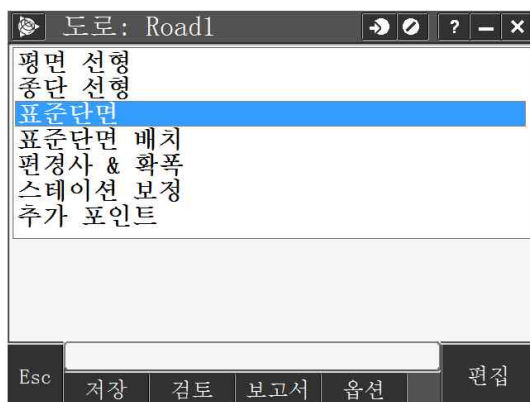 도로: Road1 ? – ×
평면 선형
종단 선형
표준단면
표준단면 배치
편경사 & 확폭
스테이션 보정
추가 포인트
Esc 저장 검토 보고서 옵션 편집